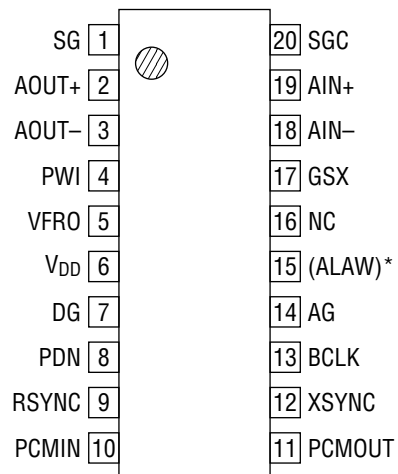 SG 1 20 SGC
AOUT+ 2 19 AIN+
AOUT– 3 18 AIN–
PWI 4 17 GSX
VFRO 5 16 NC
VDD 6 15 (ALAW)*
DG 7 14 AG
PDN 8 13 BCLK
RSYNC 9 12 XSYNC
PCMIN 10 11 PCMOUT